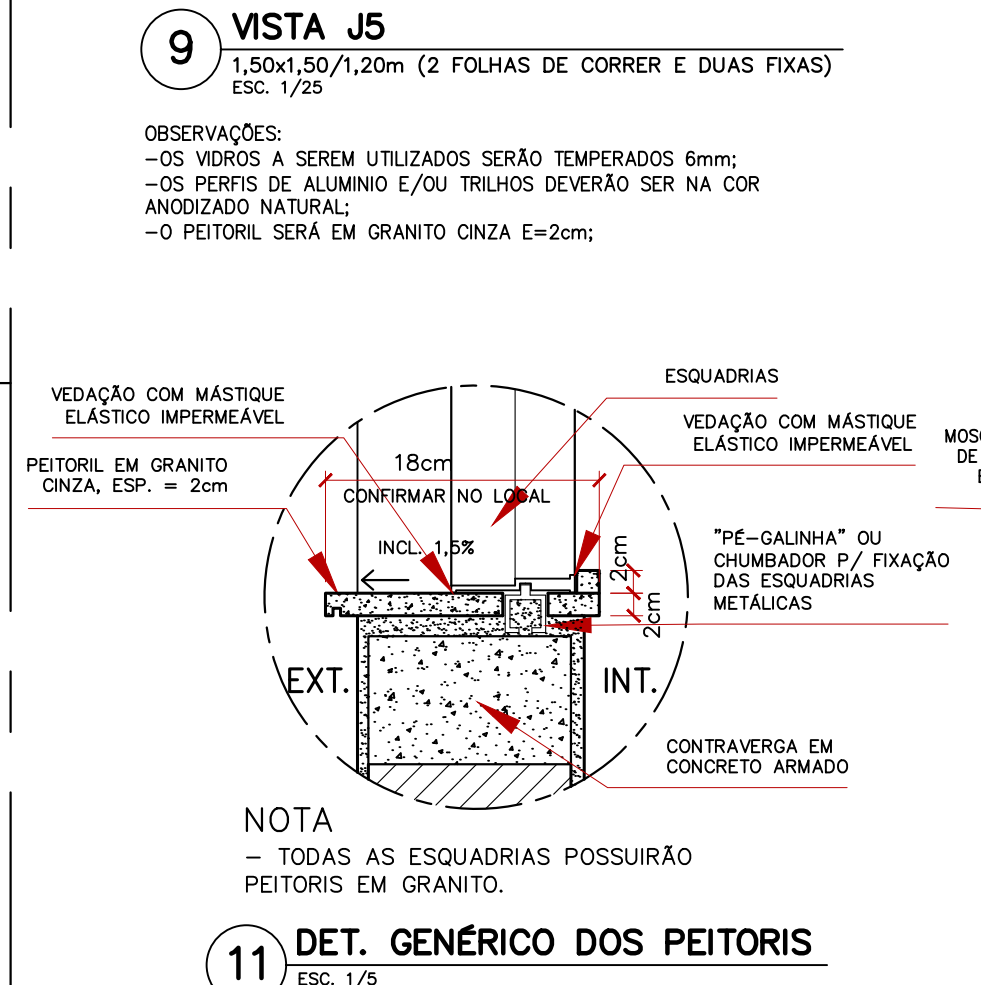 9
VISTA J5
1,50x1,50/1,20m (2 FOLHAS DE CORRER E DUAS FIXAS)
ESC. 1/25
OBSERVAÇÕES:
-OS VIDROS A SEREM UTILIZADOS SERÃO TEMPERADOS 6mm;
-OS PERFIS DE ALUMINIO E/OU TRILHOS DEVERÃO SER NA COR
ANODIZADO NATURAL;
-O PEITORIL SERÁ EM GRANITO CINZA E=2cm;
VEDAÇÃO COM MÁSTIQUE
ELÁSTICO IMPERMEÁVEL
PEITORIL EM GRANITO
CINZA, ESP. = 2cm
ESQUADRIAS
VEDAÇÃO COM MÁSTIQUE
ELÁSTICO IMPERMEÁVEL
18cm
CONFIRMAR NO LOCAL
INCL. 1,5%
2cm
2cm
"PÉ-GALINHA" OU
CHUMBADOR P/ FIXAÇÃO
DAS ESQUADRIAS
METÁLICAS
EXT.
INT.
CONTRAVERGA EM
CONCRETO ARMADO
DE
NOTA
- TODAS AS ESQUADRIAS POSSUIRÃO
PEITORIS EM GRANITO.
11
DET. GENÉRICO DOS PEITORIS
ESC. 1/5